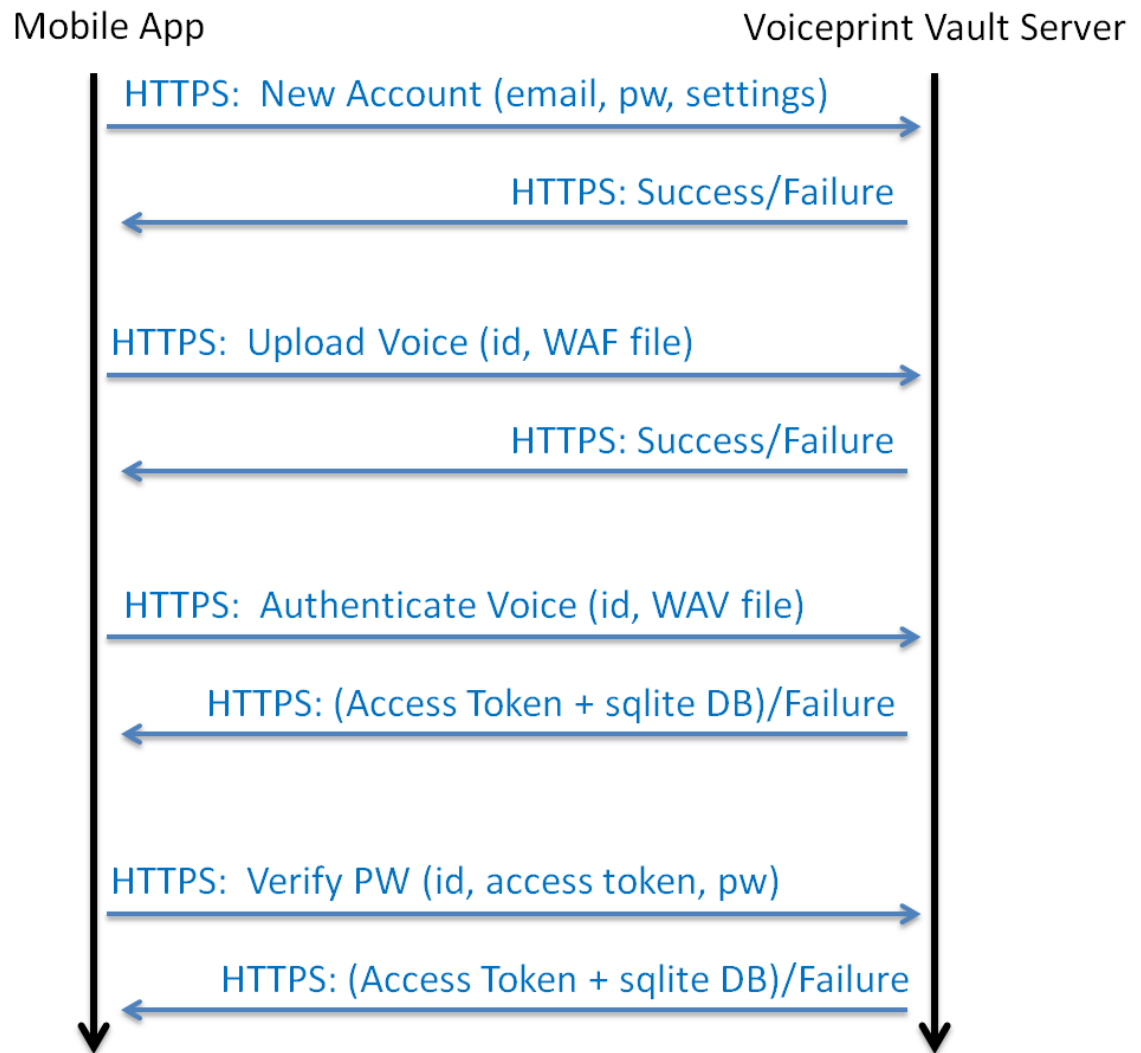 Mobile App
Voiceprint Vault Server
HTTPS: New Account (email, pw, settings)
HTTPS: Success/Failure
HTTPS: Upload Voice (id, WAF file)
HTTPS: Success/Failure
HTTPS: Authenticate Voice (id, WAV file)
HTTPS: (Access Token + sqlite DB)/Failure
HTTPS: Verify PW (id, access token, pw)
HTTPS: (Access Token + sqlite DB)/Failure